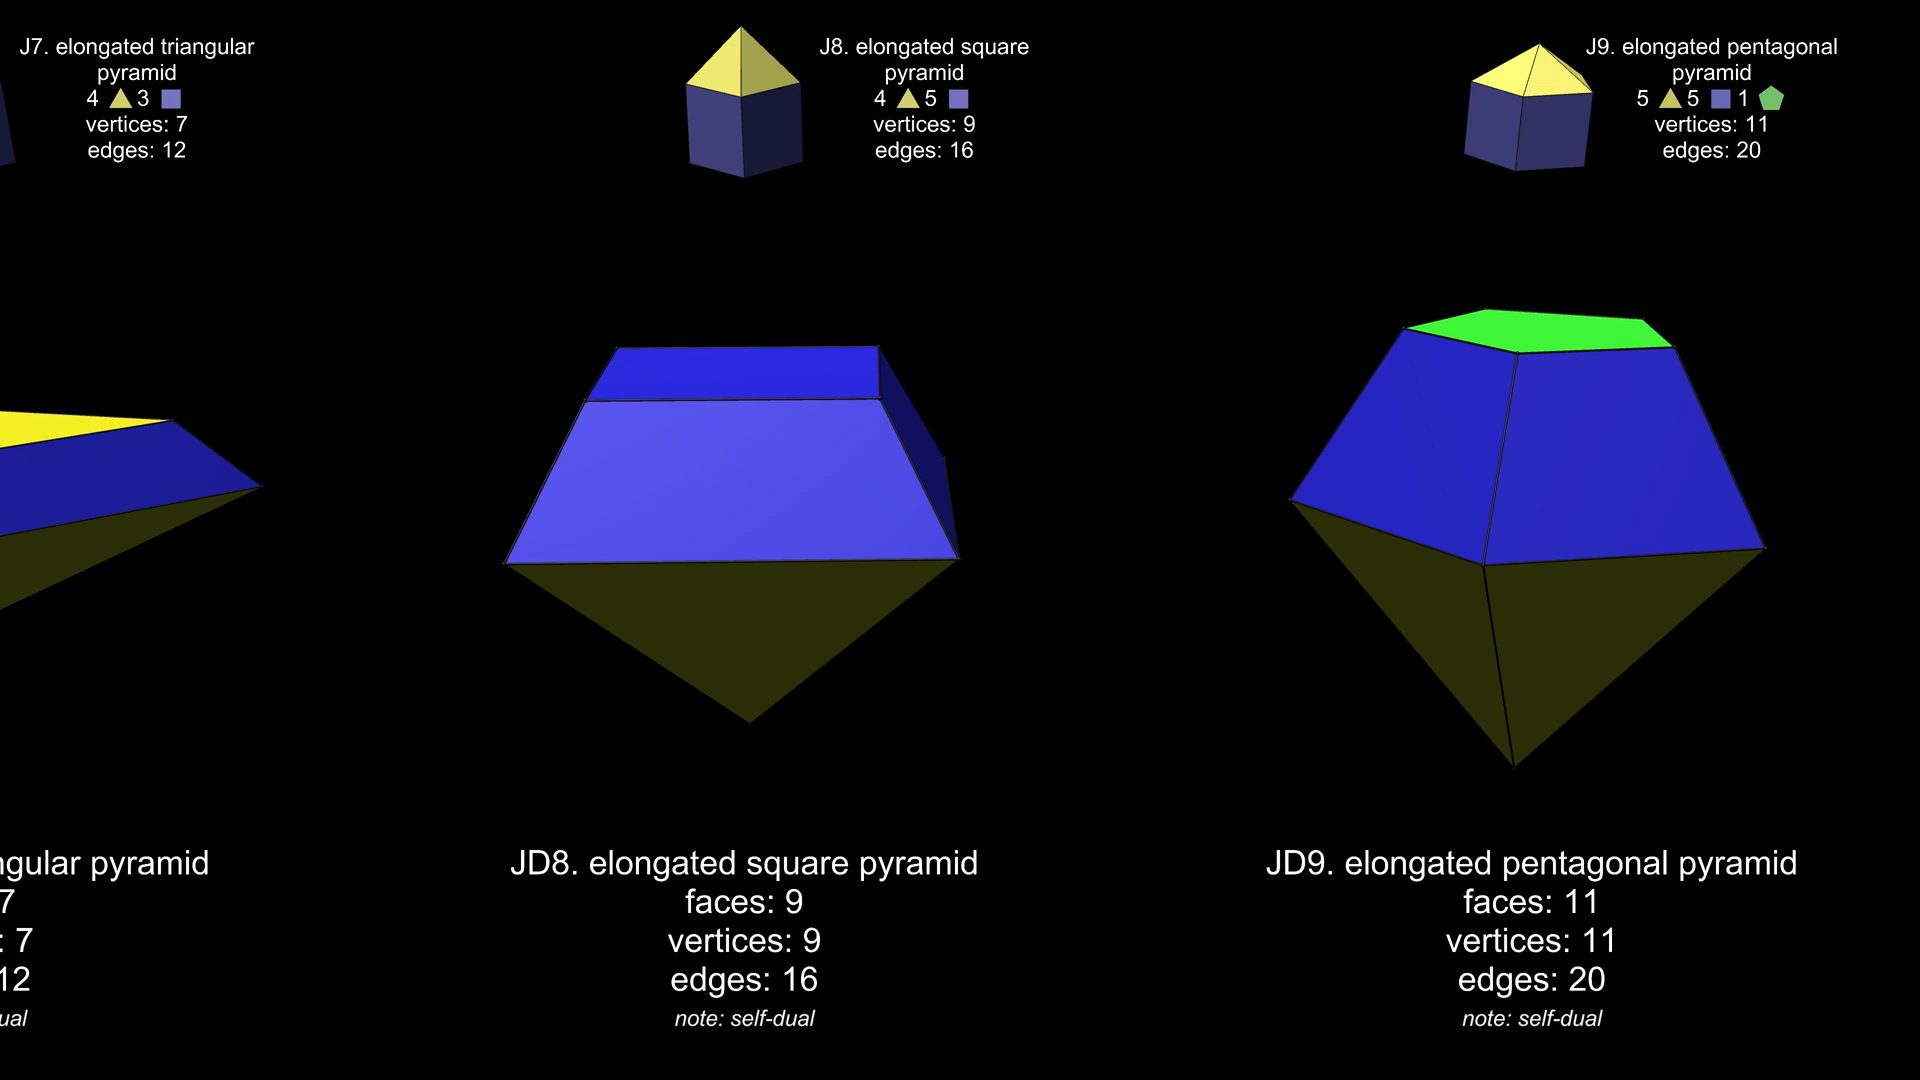 J7. elongated triangular
pyramid
4 3
vertices: 7
edges: 12
J8. elongated square
pyramid
4 5
vertices: 9
edges: 16
J9. elongated pentagonal
pyramid
5 5 1
vertices: 11
edges: 20
ngular pyramid
7
: 7
12
ual
JD8. elongated square pyramid
faces: 9
vertices: 9
edges: 16
note: self-dual
JD9. elongated pentagonal pyramid
faces: 11
vertices: 11
edges: 20
note: self-dual